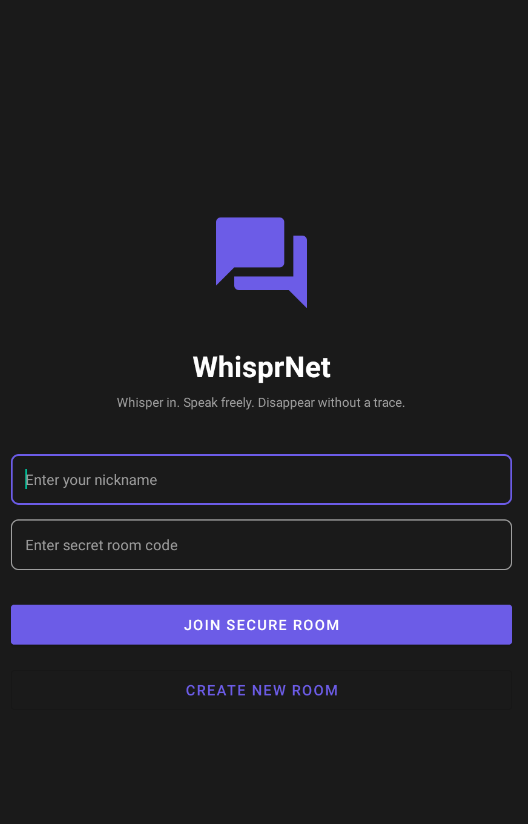 WhisprNet
Whisper in. Speak freely. Disappear without a trace.
Enter your nickname
Enter secret room code
JOIN SECURE ROOM
CREATE NEW ROOM